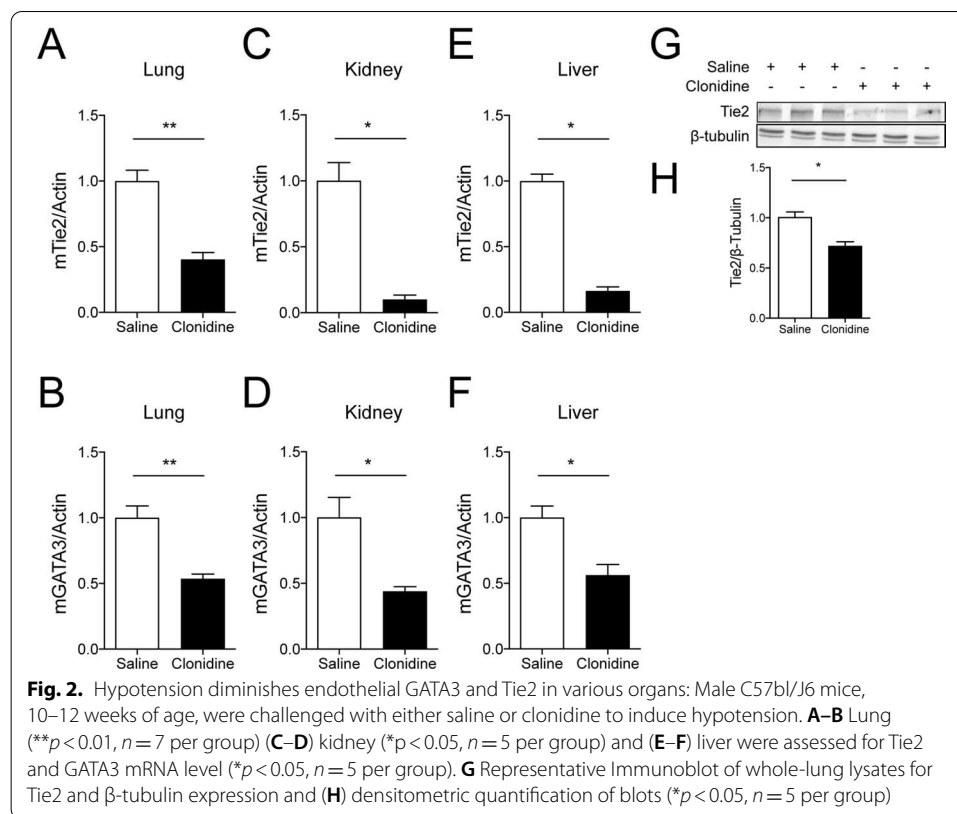 A
Lung
**
mTie2/Actin
1.5
1.0
0.5
0.0
Saline Clonidine
C
Kidney
*
mTie2/Actin
1.5
1.0
0.5
0.0
Saline Clonidine
E
Liver
*
mTie2/Actin
1.5
1.0
0.5
0.0
Saline Clonidine
G
Saline + + + - - -
Clonidine - - - + + +
Tie2
β-tubulin
H
*
Tie2/β-Tubulin
1.5
1.0
0.5
0.0
Saline Clonidine
B
Lung
**
mGATA3/Actin
1.5
1.0
0.5
0.0
Saline Clonidine
D
Kidney
*
mGATA3/Actin
1.5
1.0
0.5
0.0
Saline Clonidine
F
Liver
*
mGATA3/Actin
1.5
1.0
0.5
0.0
Saline Clonidine
Fig. 2. Hypotension diminishes endothelial GATA3 and Tie2 in various organs: Male C57bl/J6 mice,
10–12 weeks of age, were challenged with either saline or clonidine to induce hypotension. A–B Lung
(**p < 0.01, n = 7 per group) (C–D) kidney (*p < 0.05, n = 5 per group) and (E–F) liver were assessed for Tie2
and GATA3 mRNA level (*p < 0.05, n = 5 per group). G Representative Immunoblot of whole-lung lysates for
Tie2 and β-tubulin expression and (H) densitometric quantification of blots (*p < 0.05, n = 5 per group)